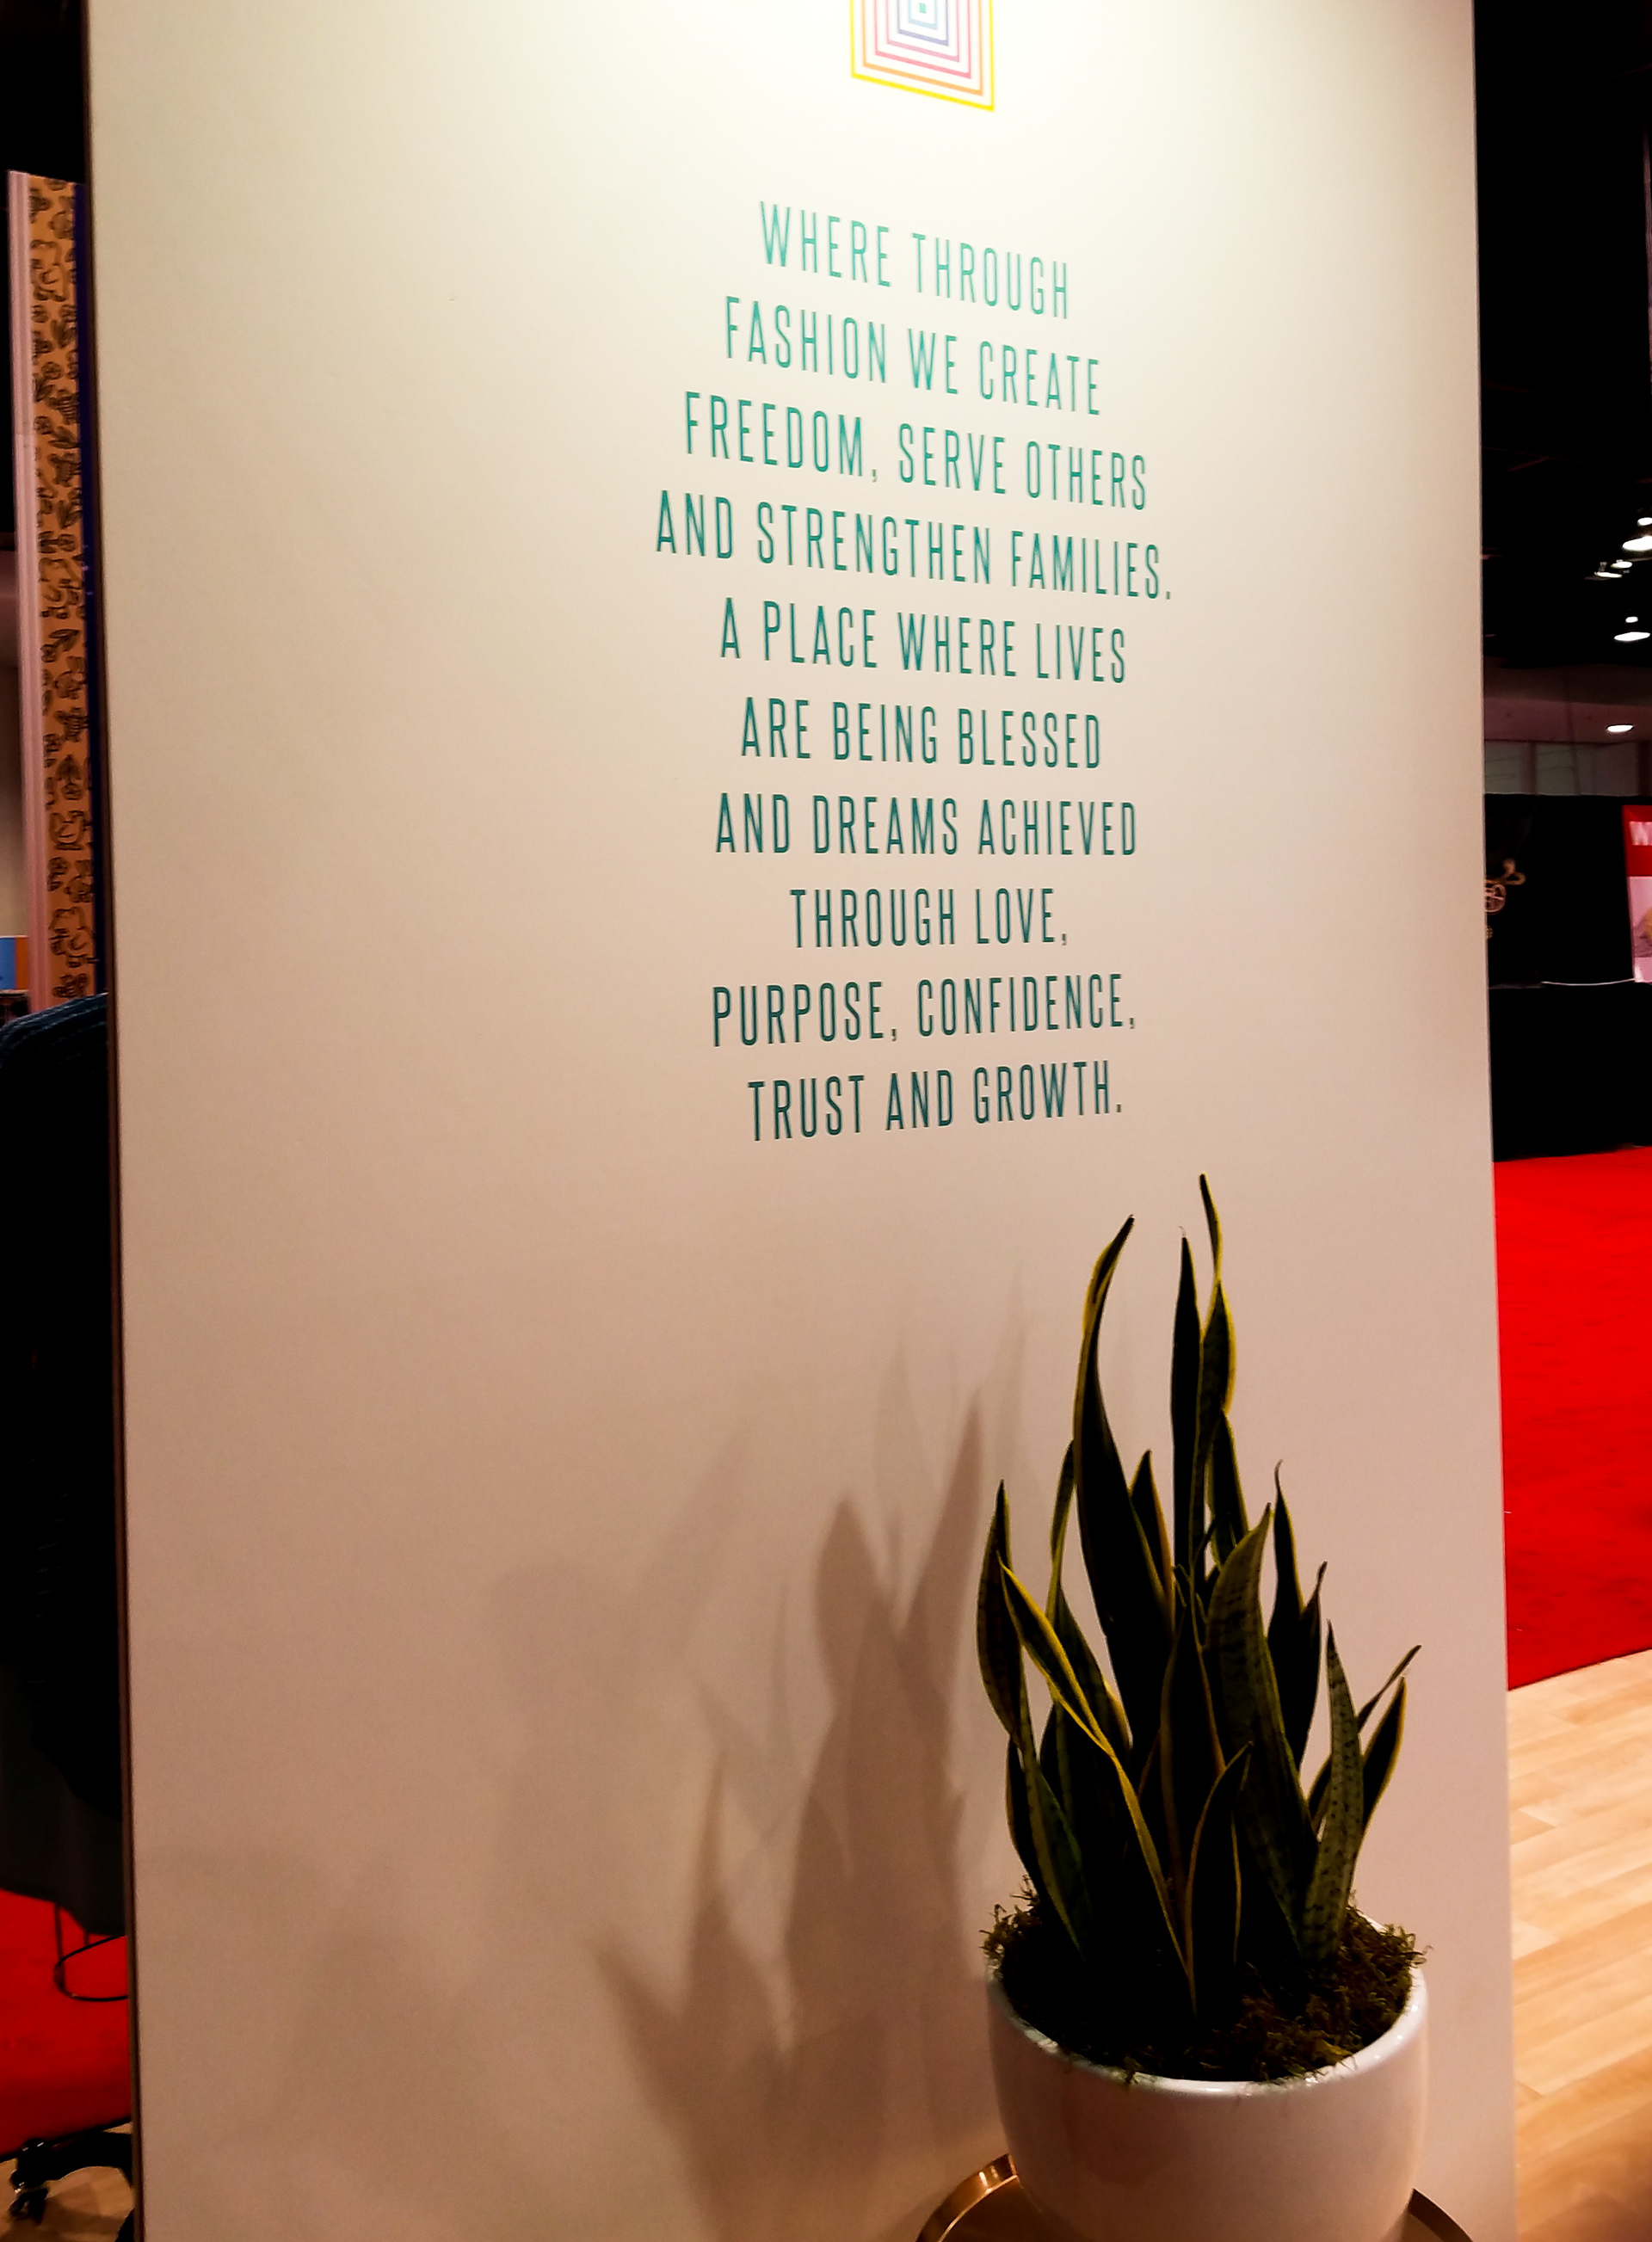 WHERE THROUGH
FASHION WE CREATE
FREEDOM, SERVE OTHERS
AND STRENGTHEN FAMILIES.
A PLACE WHERE LIVES
ARE BEING BLESSED
AND DREAMS ACHIEVED
THROUGH LOVE,
PURPOSE, CONFIDENCE,
TRUST AND GROWTH.